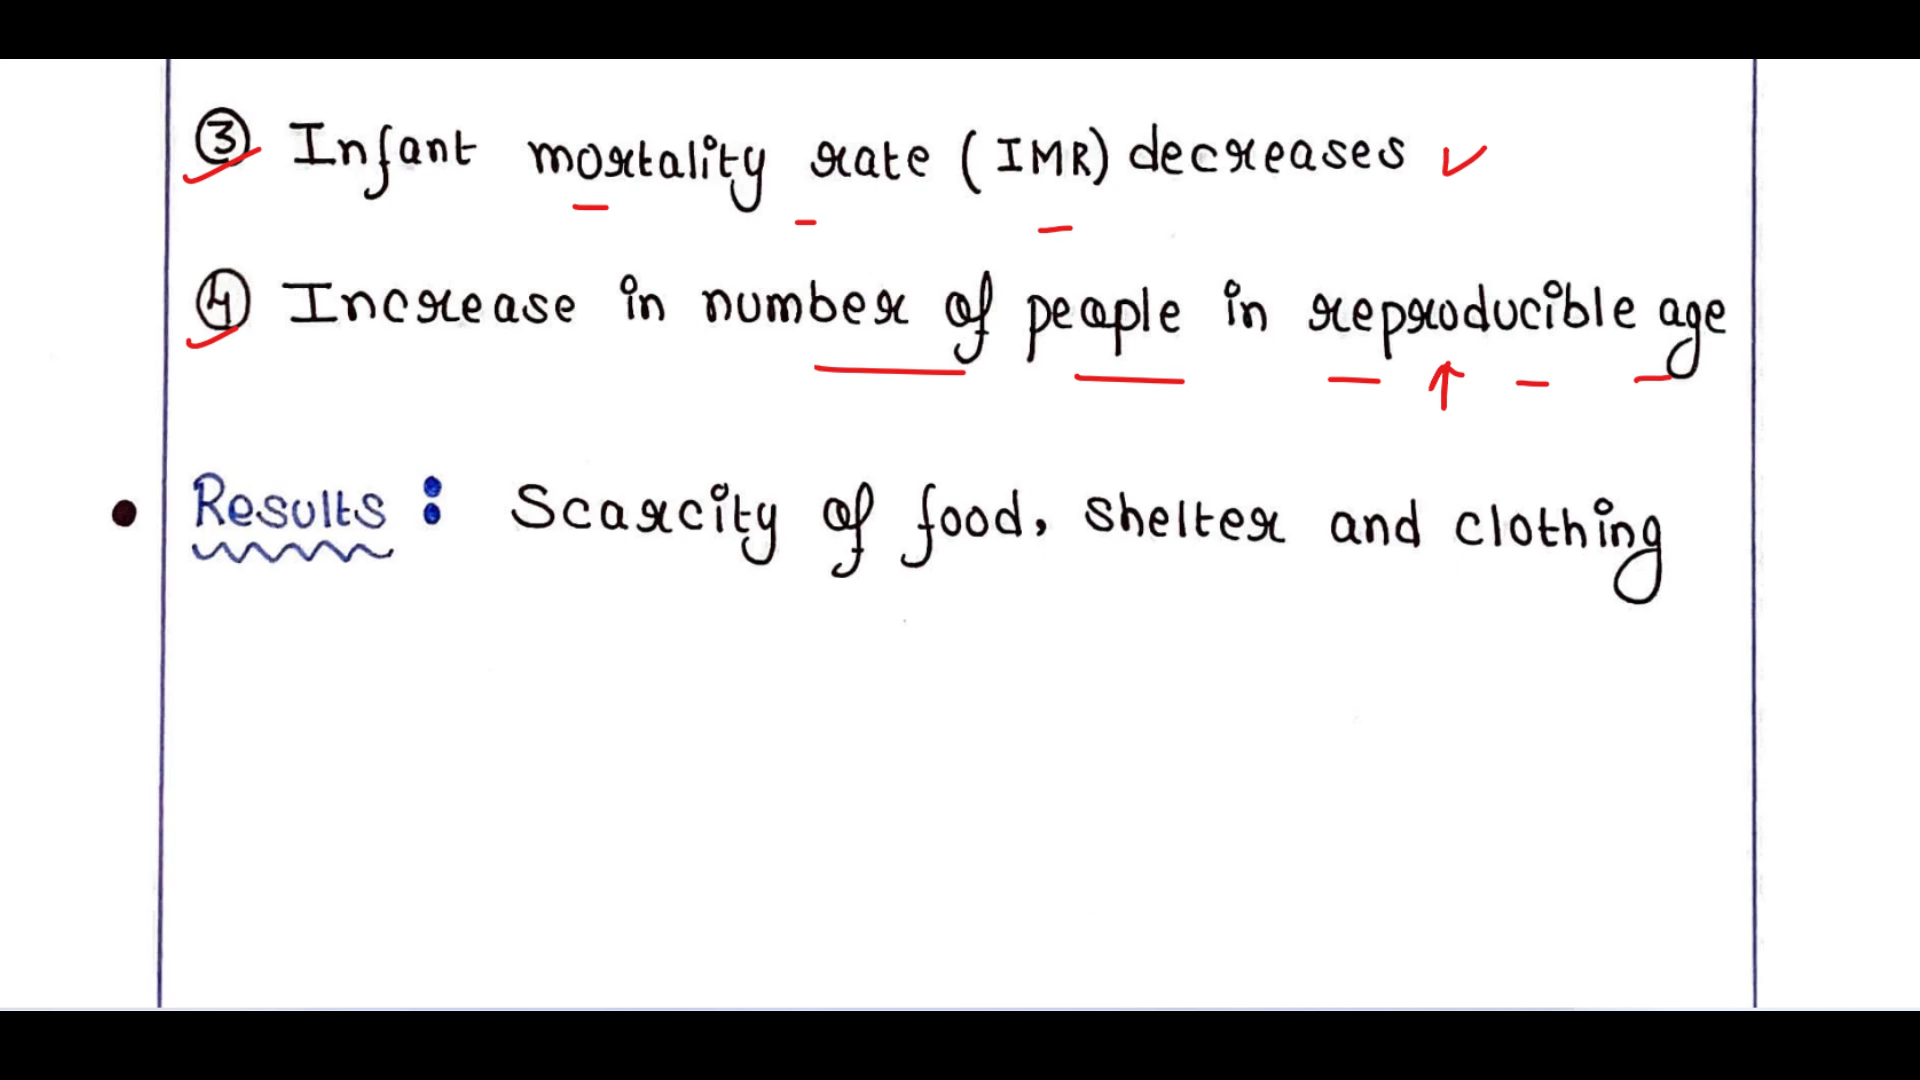 ③ Infant mortality rate (IMR) decreases ✓
④ Increase in number of people in reproducible age
• Results : Scarcity of food, shelter and clothing